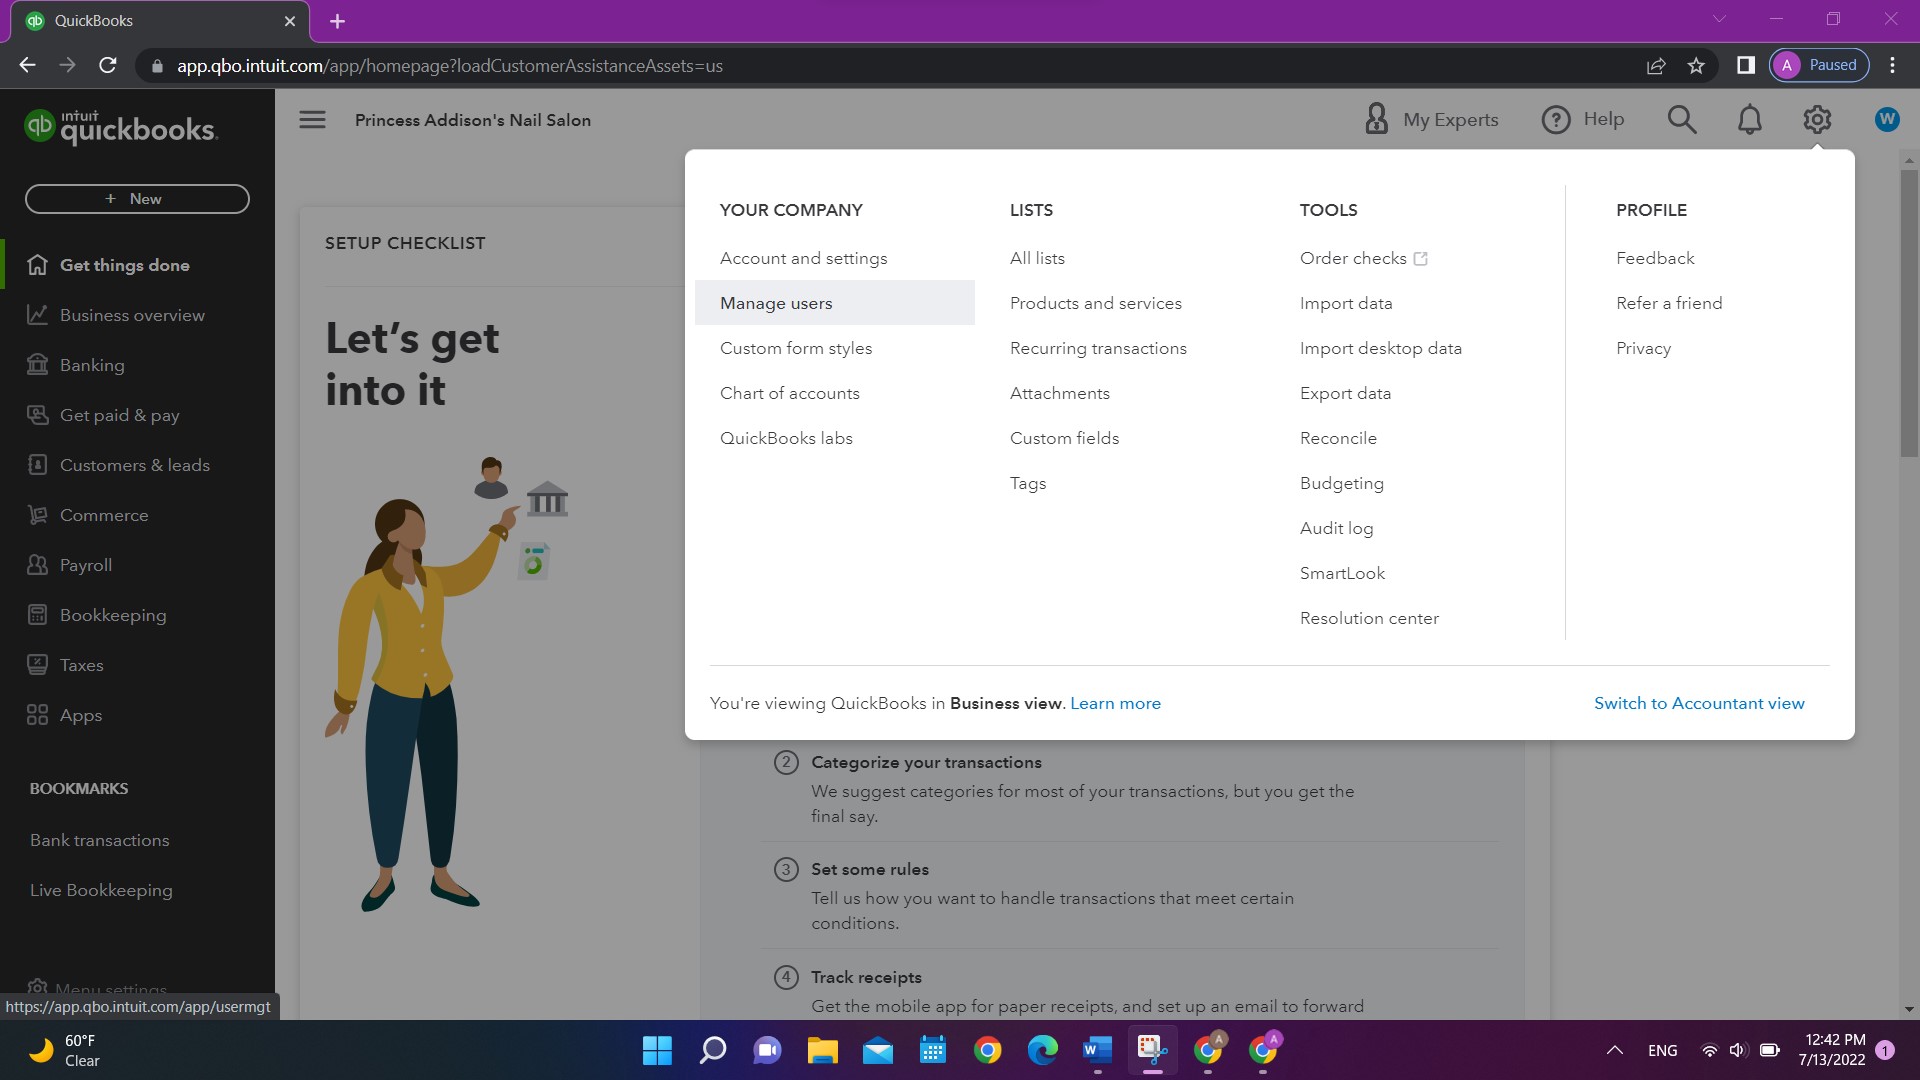 QuickBooks
app.qbo.intuit.com/app/homepage?loadCustomerAssistanceAssets=us
A Paused
intuit
quickbooks.
Princess Addison's Nail Salon
My Experts
Help
W
+ New
Get things done
Business overview
Banking
Get paid & pay
Customers & leads
Commerce
Payroll
Bookkeeping
Taxes
Apps
BOOKMARKS
Bank transactions
Live Bookkeeping
Menu settings
https://app.qbo.intuit.com/app/usermgt
SETUP CHECKLIST
Let's get
into it
YOUR COMPANY
Account and settings
Manage users
Custom form styles
Chart of accounts
QuickBooks labs
LISTS
All lists
Products and services
Recurring transactions
Attachments
Custom fields
Tags
TOOLS
Order checks
Import data
Import desktop data
Export data
Reconcile
Budgeting
Audit log
SmartLook
Resolution center
PROFILE
Feedback
Refer a friend
Privacy
You're viewing QuickBooks in Business view. Learn more
Switch to Accountant view
2 Categorize your transactions
We suggest categories for most of your transactions, but you get the
final say.
3 Set some rules
Tell us how you want to handle transactions that meet certain
conditions.
4 Track receipts
Get the mobile app for paper receipts, and set up an email to forward
60°F
Clear
ENG
12:42 PM
7/13/2022
1